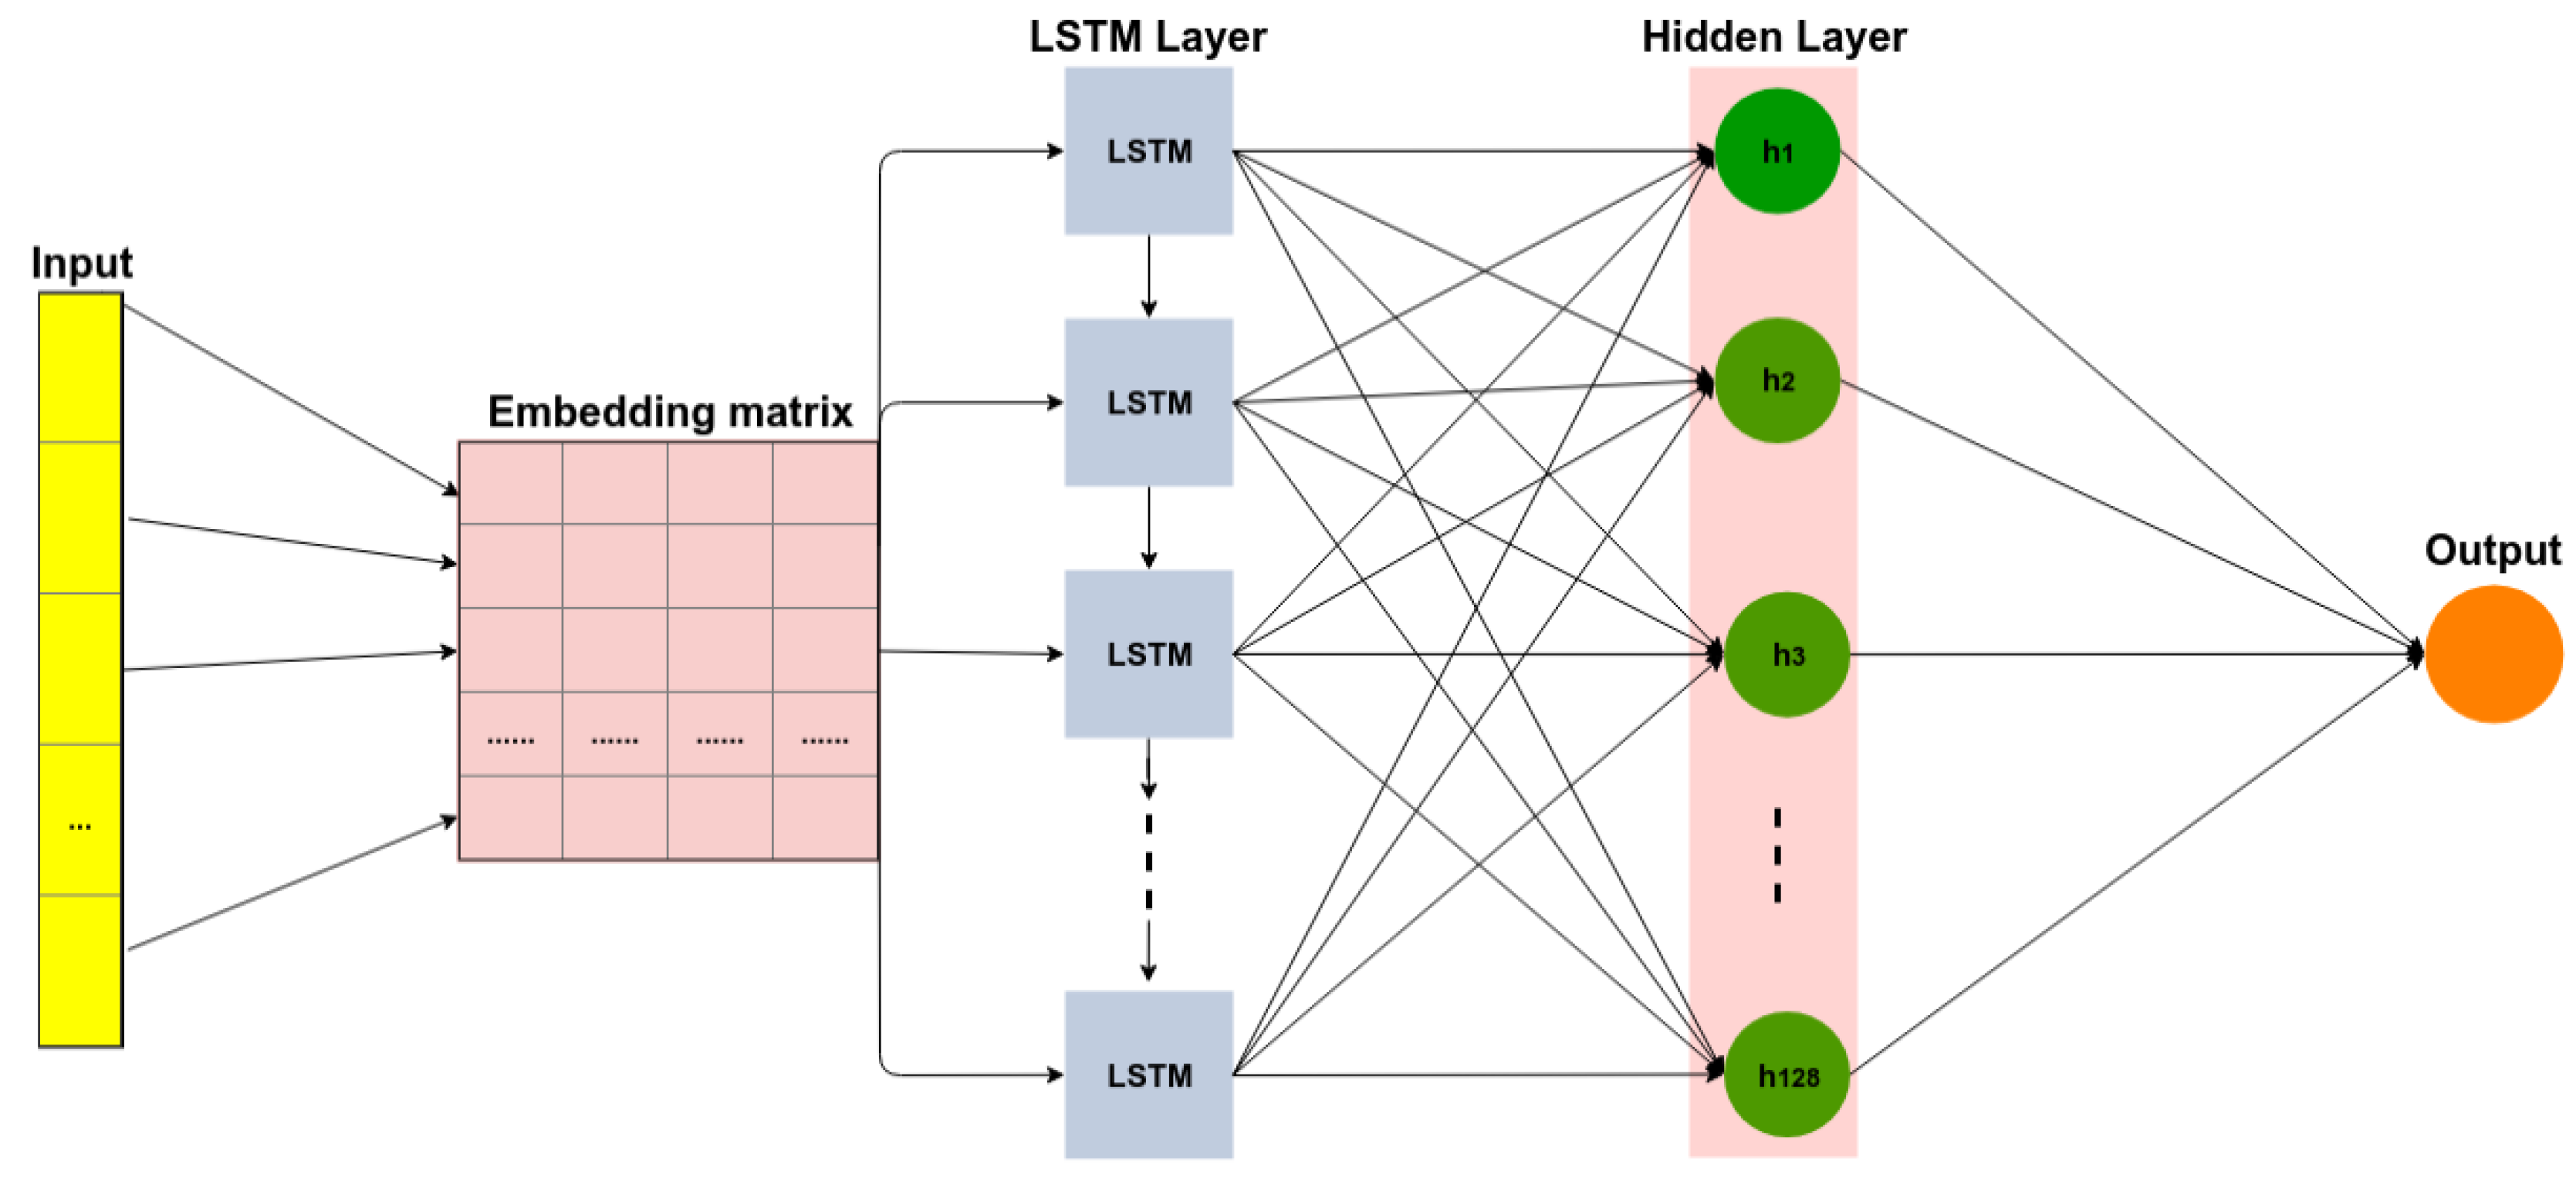 LSTM Layer
Hidden Layer
Input
...
Embedding matrix
...... ...... ...... ......
LSTM
LSTM
LSTM
LSTM
h1
h2
h3
h128
Output